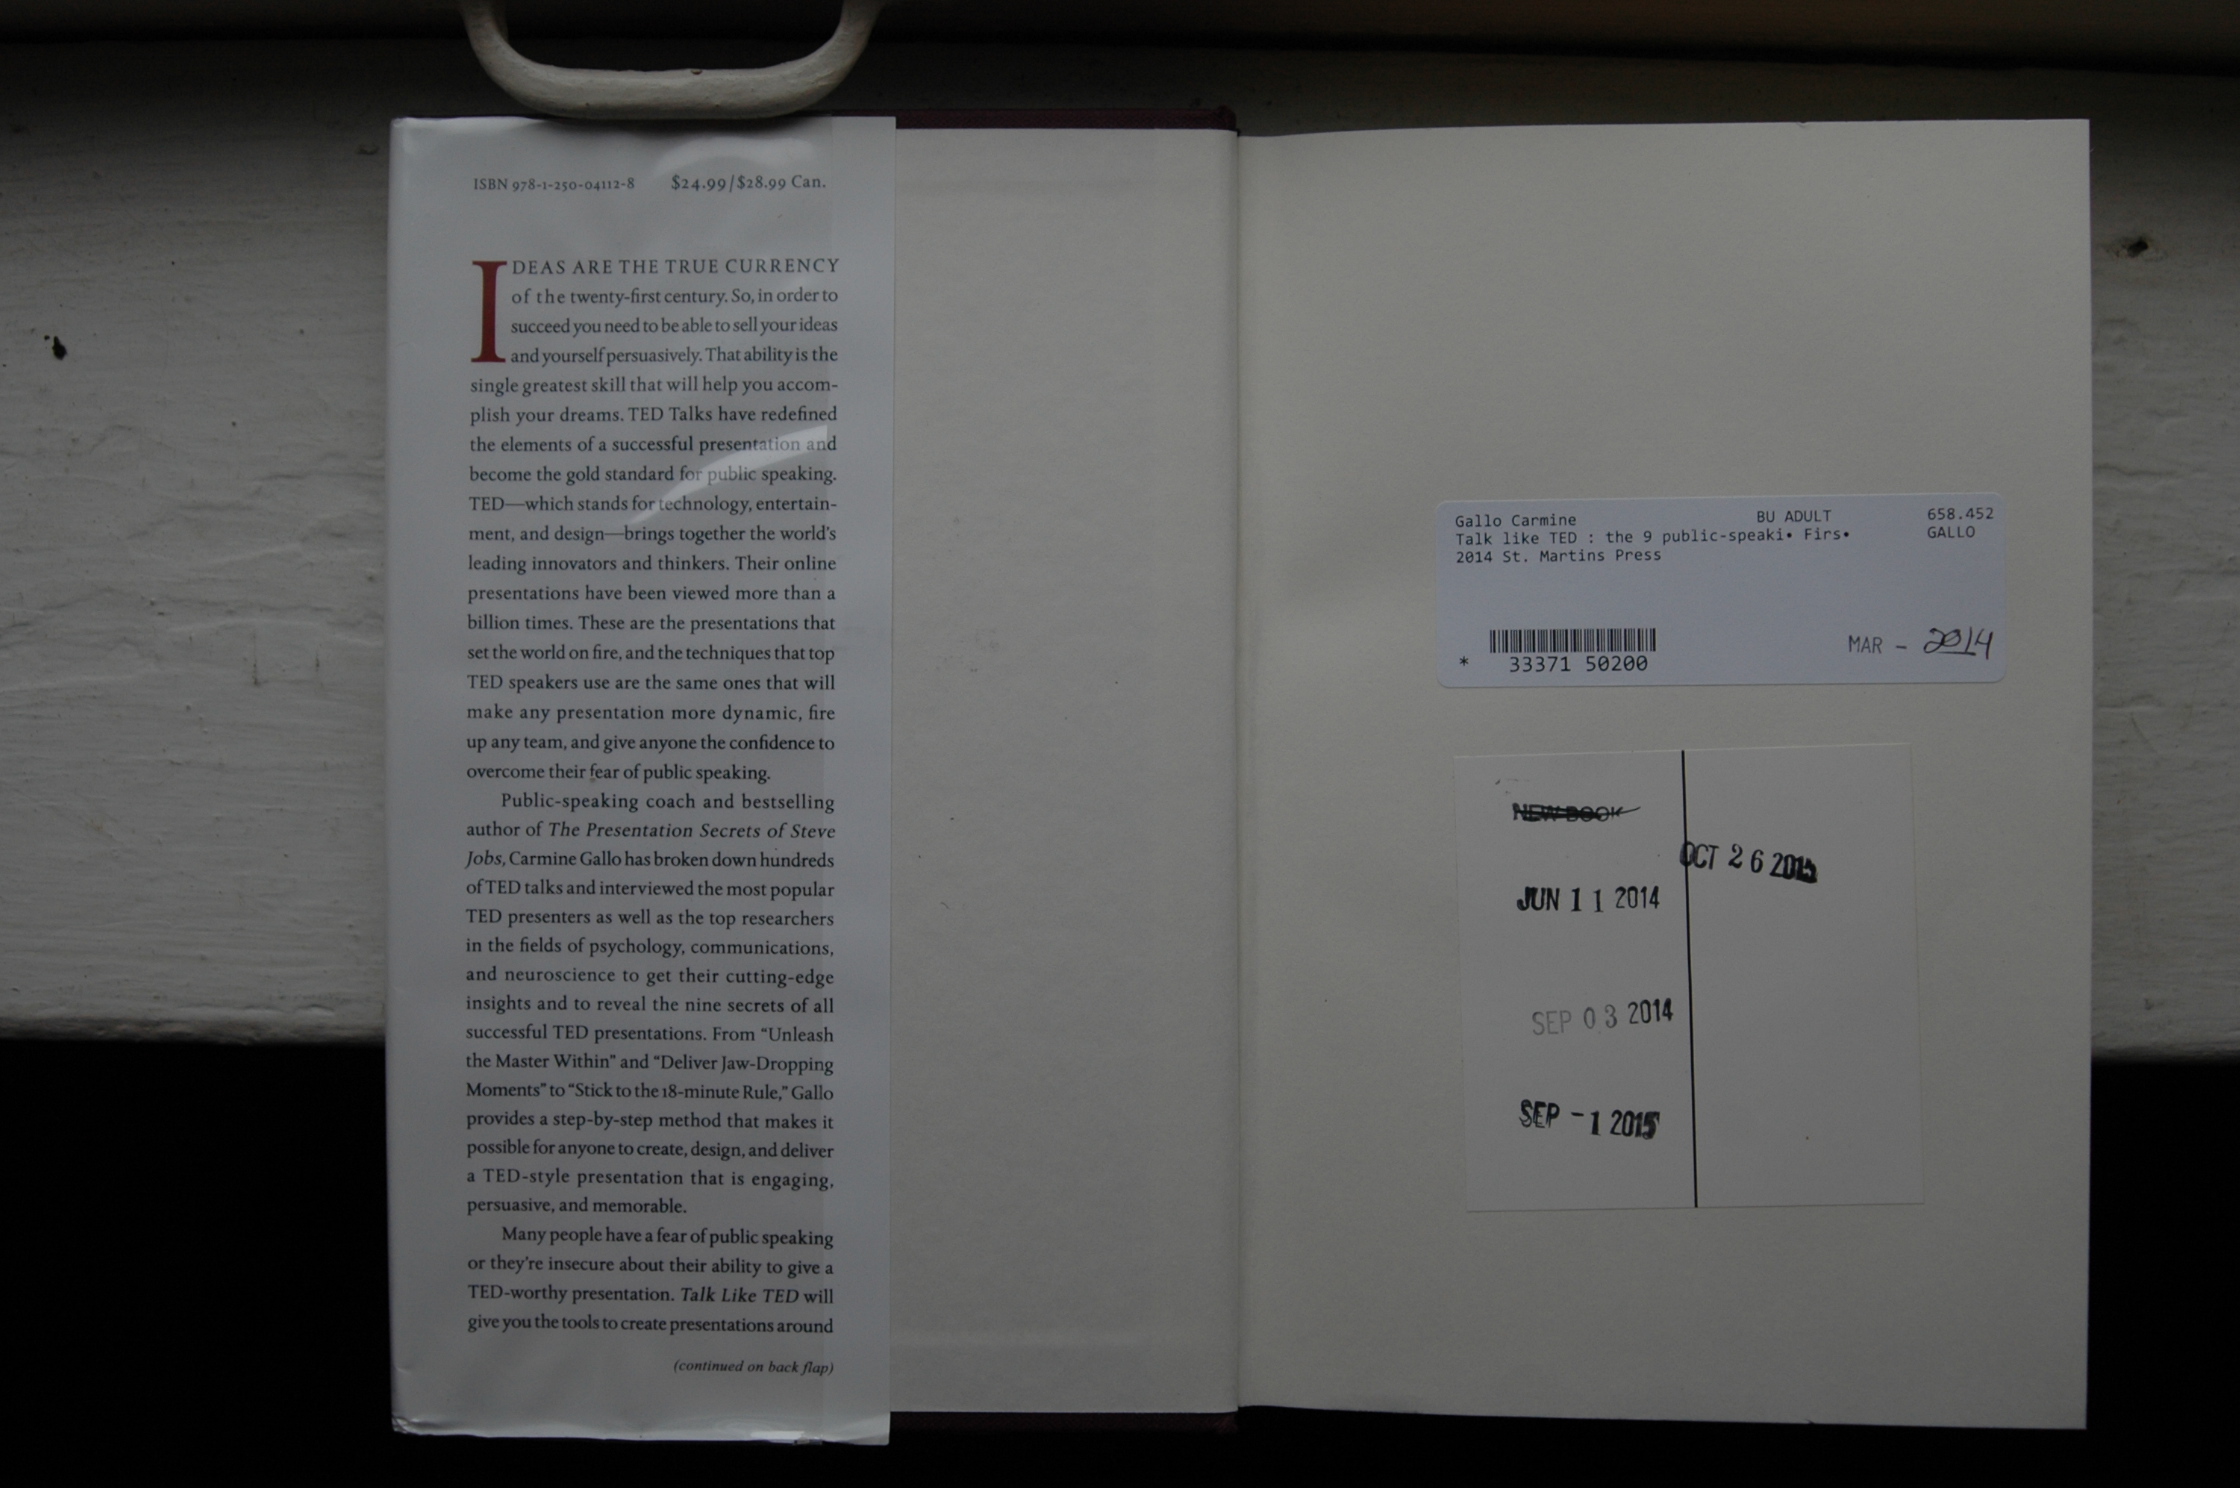 ISBN 978-1-250-04112-8 $24.99/$28.99 Can.
IDEAS ARE THE TRUE CURRENCY
of the twenty-first century. So, in order to
succeed you need to be able to sell your ideas
and yourself persuasively. That ability is the
single greatest skill that will help you accom-
plish your dreams. TED Talks have redefined
the elements of a successful presentation and
become the gold standard for public speaking.
TED—which stands for technology, entertain-
ment, and design—brings together the world's
leading innovators and thinkers. Their online
presentations have been viewed more than a
billion times. These are the presentations that
set the world on fire, and the techniques that top
TED speakers use are the same ones that will
make any presentation more dynamic, fire
up any team, and give anyone the confidence to
overcome their fear of public speaking.
Public-speaking coach and bestselling
author of The Presentation Secrets of Steve
Jobs, Carmine Gallo has broken down hundreds
of TED talks and interviewed the most popular
TED presenters as well as the top researchers
in the fields of psychology, communications,
and neuroscience to get their cutting-edge
insights and to reveal the nine secrets of all
successful TED presentations. From “Unleash
the Master Within” and “Deliver Jaw-Dropping
Moments” to “Stick to the 18-minute Rule,” Gallo
provides a step-by-step method that makes it
possible for anyone to create, design, and deliver
a TED-style presentation that is engaging,
persuasive, and memorable.
Many people have a fear of public speaking
or they're insecure about their ability to give a
TED-worthy presentation. Talk Like TED will
give you the tools to create presentations around
(continued on back flap)
Gallo Carmine BU ADULT 658.452
Talk like TED : the 9 public-speaki• Firs• GALLO
2014 St. Martins Press
MAR - 2014
* 33371 50200
NEW BOOK
JUN 11 2014
SEP 03 2014
SEP -1 2015
OCT 26 2015